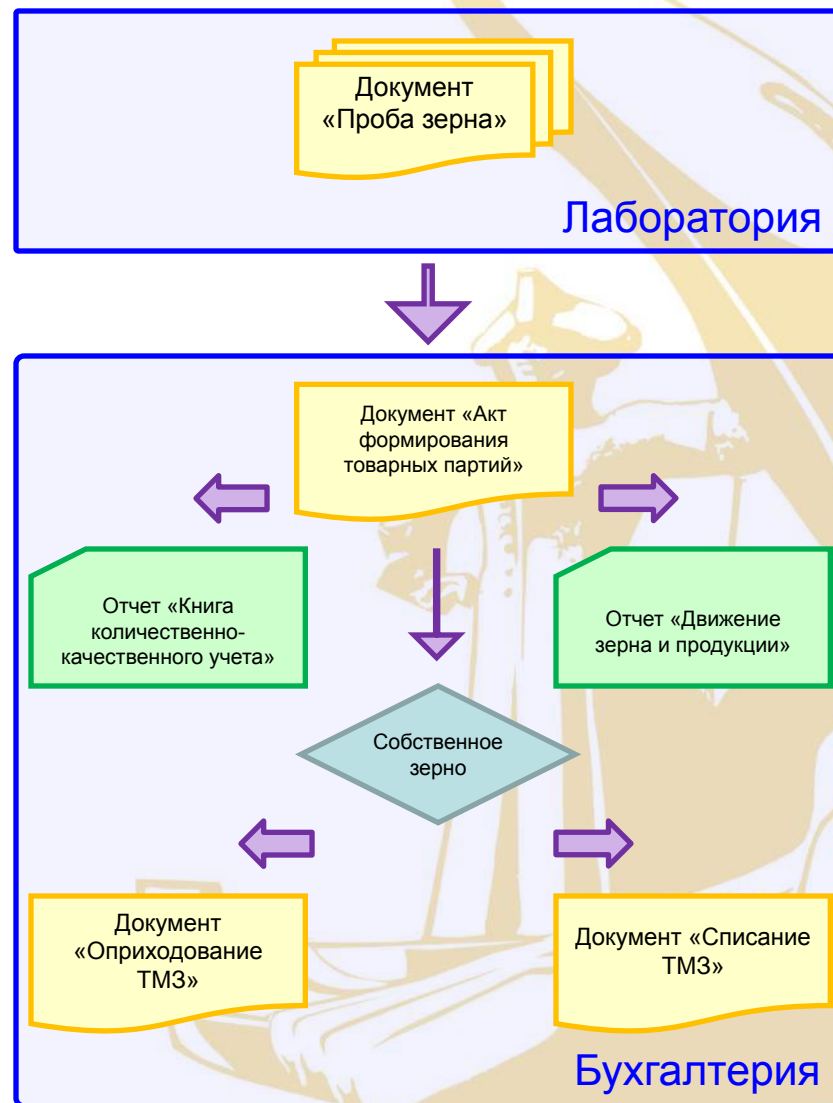 Документ
«Проба зерна»
Лаборатория
Документ «Акт
формирования
товарных партий»
Отчет «Книга
количественно-
качественного учета»
Отчет «Движение
зерна и продукции»
Собственное
зерно
Документ
«Оприходование
ТМЗ»
Документ «Списание
ТМЗ»
Бухгалтерия